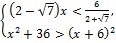 {(2 − √7)x < 6/(2+√7),
x² + 36 > (x + 6)²